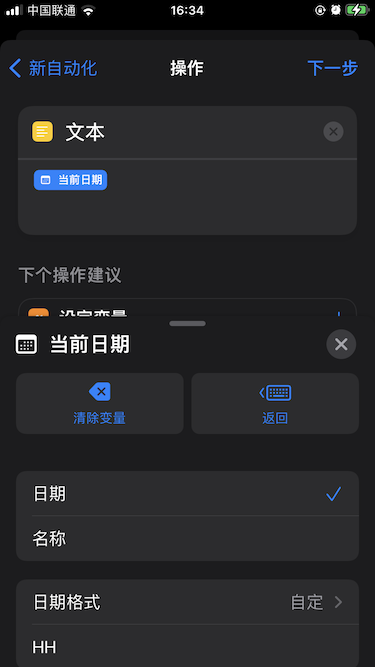 中国联通
16:34
新自动化
操作
下一步
文本
当前日期
下个操作建议
设定变量
当前日期
清除变量
返回
日期
名称
日期格式
自定
HH